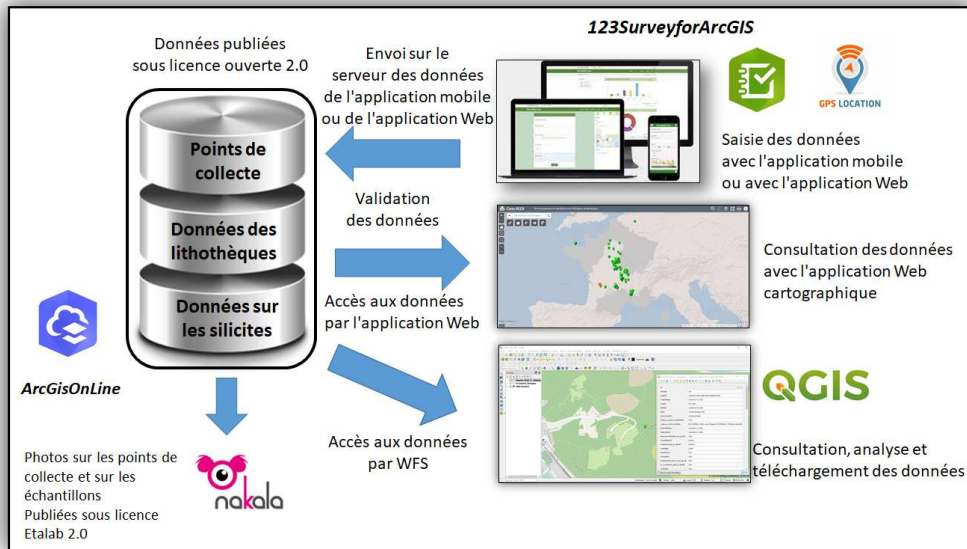 123SurveyforArcGIS
Données publiées
sous licence ouverte 2.0
Envoi sur le
serveur des données
de l'application mobile
ou de l'application Web
GPS LOCATION
Saisie des données
avec l'application mobile
ou avec l'application Web
Points de
collecte
Validation
des données
Données des
lithothèques
Consultation des données
avec l'application Web
cartographique
Données sur
les silicites
Accès aux données
par l'application Web
ArcGisOnLine
QGIS
Accès aux données
par WFS
Consultation, analyse et
téléchargement des données
Photos sur les points de
collecte et sur les
échantillons
Publiées sous licence
Etalab 2.0
nakala